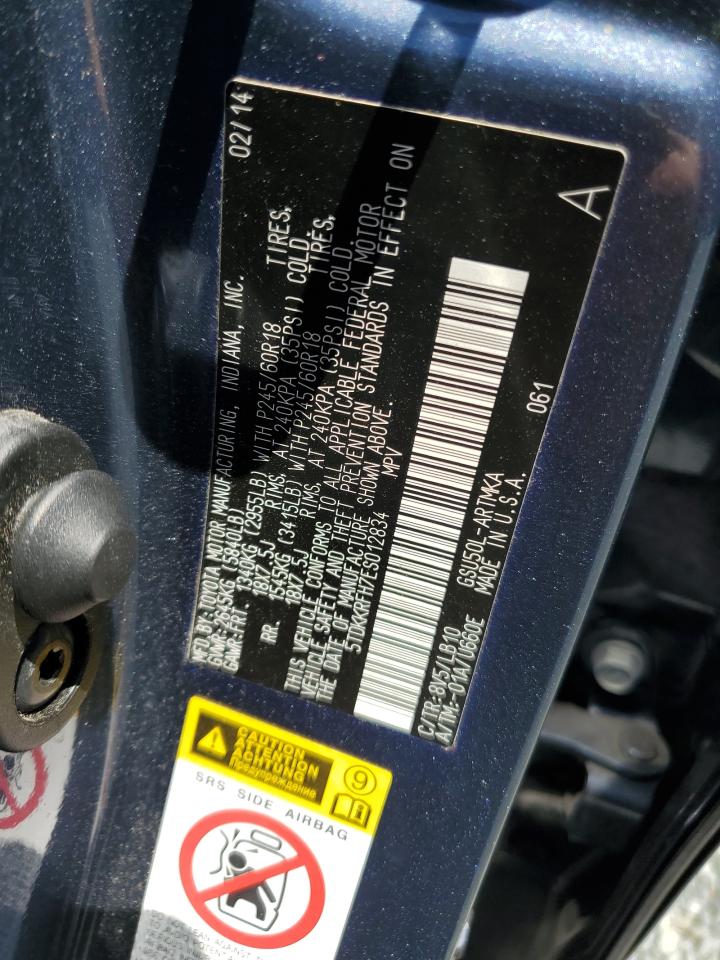 MFD.BY:TOYOTA MOTOR MANUFACTURING, INDIANA, INC. 02/14
GVWR: 2645KG (5840LB)
GAWR:FRT. 1340KG (2955LB) WITH P245/60R18 TIRES,
18X7.5J RIMS, AT 240KPA (35PSI) COLD.
RR. 1545KG (3415LB) WITH P245/60R18 TIRES,
18X7.5J RIMS, AT 240KPA (35PSI) COLD.
THIS VEHICLE CONFORMS TO ALL APPLICABLE FEDERAL MOTOR
VEHICLE SAFETY AND THEFT PREVENTION STANDARDS IN EFFECT ON
THE DATE OF MANUFACTURE SHOWN ABOVE.
5TDKKRFH7ES012834 MPV
C/TR:8X5/LB10 GSU50L-ARTMKA 061
A/TM:-01A/U660E MADE IN U.S.A.
A
CAUTION
ATTENTION
ACHTUNG
Предупреждение
9
SRS SIDE AIRBAG